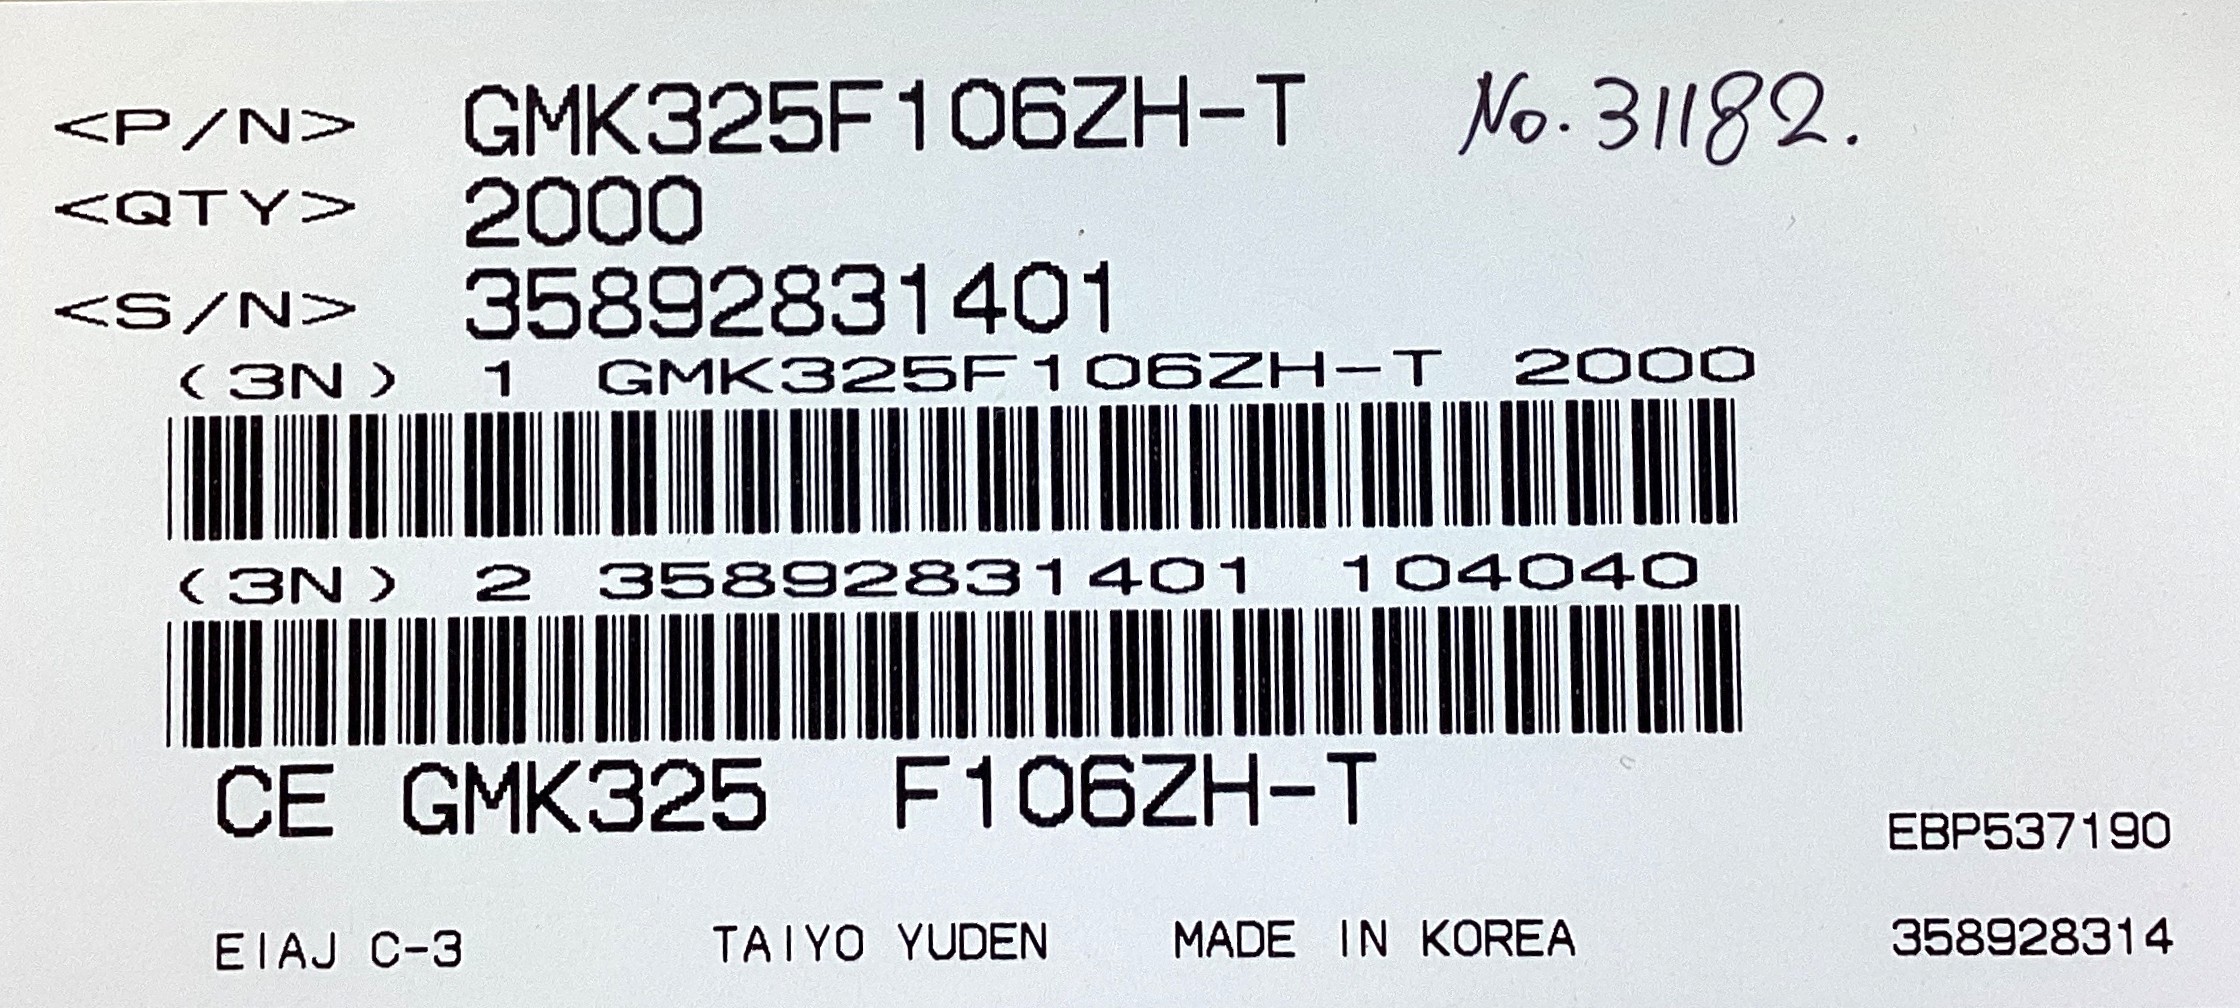 <P/N> GMK325F106ZH-T No. 31182.
<QTY> 2000
<S/N> 35892831401
(3N) 1 GMK325F106ZH-T 2000
(3N) 2 35892831401 104040
CE GMK325 F106ZH-T
EBP537190
EIAJ C-3 TAIYO YUDEN MADE IN KOREA 358928314